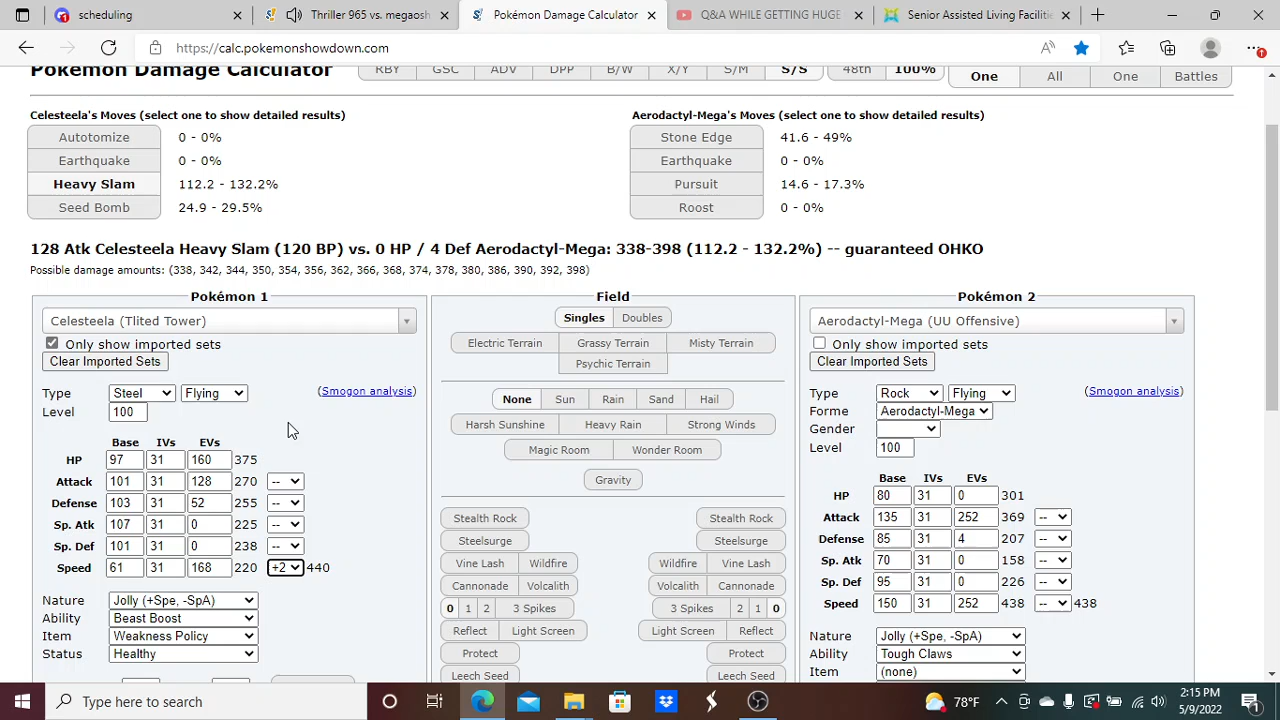 scheduling
Thriller 965 vs. megaosh
Pokémon Damage Calculator
Q&A WHILE GETTING HUGE
Senior Assisted Living Facilitie
https://calc.pokemonshowdown.com
Pokémon Damage Calculator
RBY GSC ADV DPP B/W X/Y S/M S/S 48th 100% One All One Battles
Celesteela's Moves (select one to show detailed results)
Autotomize 0 - 0%
Earthquake 0 - 0%
Heavy Slam 112.2 - 132.2%
Seed Bomb 24.9 - 29.5%
Aerodactyl-Mega's Moves (select one to show detailed results)
Stone Edge 41.6 - 49%
Earthquake 0 - 0%
Pursuit 14.6 - 17.3%
Roost 0 - 0%
128 Atk Celesteela Heavy Slam (120 BP) vs. 0 HP / 4 Def Aerodactyl-Mega: 338-398 (112.2 - 132.2%) -- guaranteed OHKO
Possible damage amounts: (338, 342, 344, 350, 354, 356, 362, 366, 368, 374, 378, 380, 386, 390, 392, 398)
Pokémon 1
Celesteela (Tlited Tower)
Only show imported sets
Clear Imported Sets
Type Steel Flying (Smogon analysis)
Level 100
Base IVs EVs
HP 97 31 160 375
Attack 101 31 128 270 --
Defense 103 31 52 255 --
Sp. Atk 107 31 0 225 --
Sp. Def 101 31 0 238 --
Speed 61 31 168 220 +2 440
Nature Jolly (+Spe, -SpA)
Ability Beast Boost
Item Weakness Policy
Status Healthy
Field
Singles Doubles
Electric Terrain Grassy Terrain Misty Terrain
Psychic Terrain
None Sun Rain Sand Hail
Harsh Sunshine Heavy Rain Strong Winds
Magic Room Wonder Room
Gravity
Stealth Rock Stealth Rock
Steelsurge Steelsurge
Vine Lash Wildfire Wildfire Vine Lash
Cannonade Volcalith Volcalith Cannonade
0 1 2 3 Spikes 3 Spikes 2 1 0
Reflect Light Screen Light Screen Reflect
Protect Protect
Leech Seed Leech Seed
Pokémon 2
Aerodactyl-Mega (UU Offensive)
Only show imported sets
Clear Imported Sets
Type Rock Flying (Smogon analysis)
Forme Aerodactyl-Mega
Gender
Level 100
Base IVs EVs
HP 80 31 0 301
Attack 135 31 252 369 --
Defense 85 31 4 207 --
Sp. Atk 70 31 0 158 --
Sp. Def 95 31 0 226 --
Speed 150 31 252 438 -- 438
Nature Jolly (+Spe, -SpA)
Ability Tough Claws
Item (none)
Type here to search
78°F
2:15 PM
5/9/2022